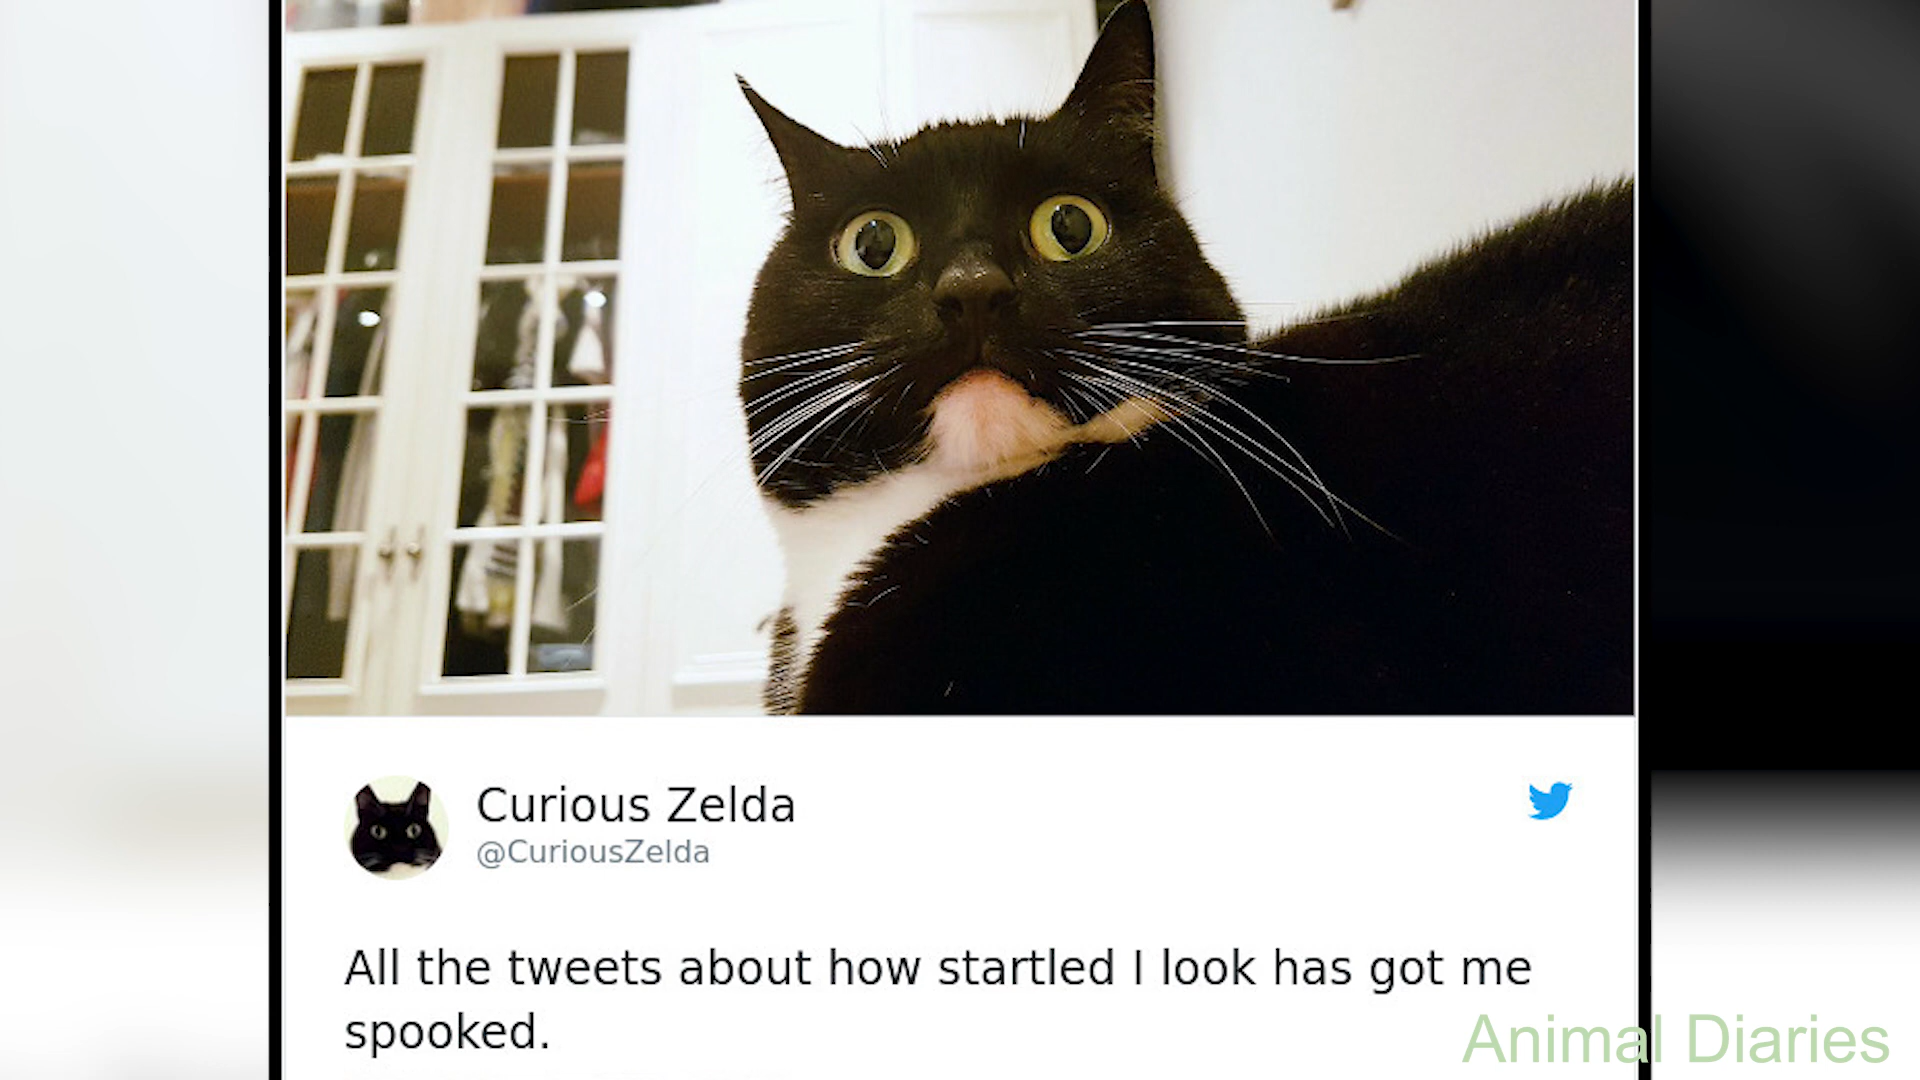 Curious Zelda
@CuriousZelda
All the tweets about how startled I look has got me
spooked.
Animal Diaries